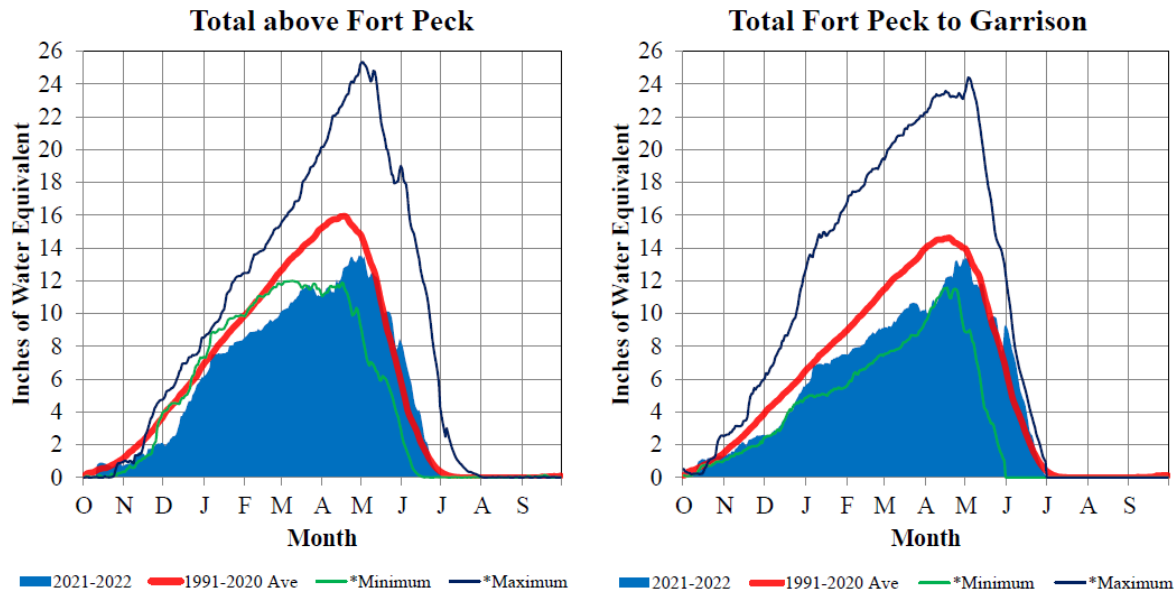 Total above Fort Peck
26
24
22
20
18
16
14
12
10
8
6
4
2
0
Inches of Water Equivalent
O N D J F M A M J J A S
Month
2021-2022 1991-2020 Ave *Minimum *Maximum
Total Fort Peck to Garrison
26
24
22
20
18
16
14
12
10
8
6
4
2
0
Inches of Water Equivalent
O N D J F M A M J J A S
Month
2021-2022 1991-2020 Ave *Minimum *Maximum